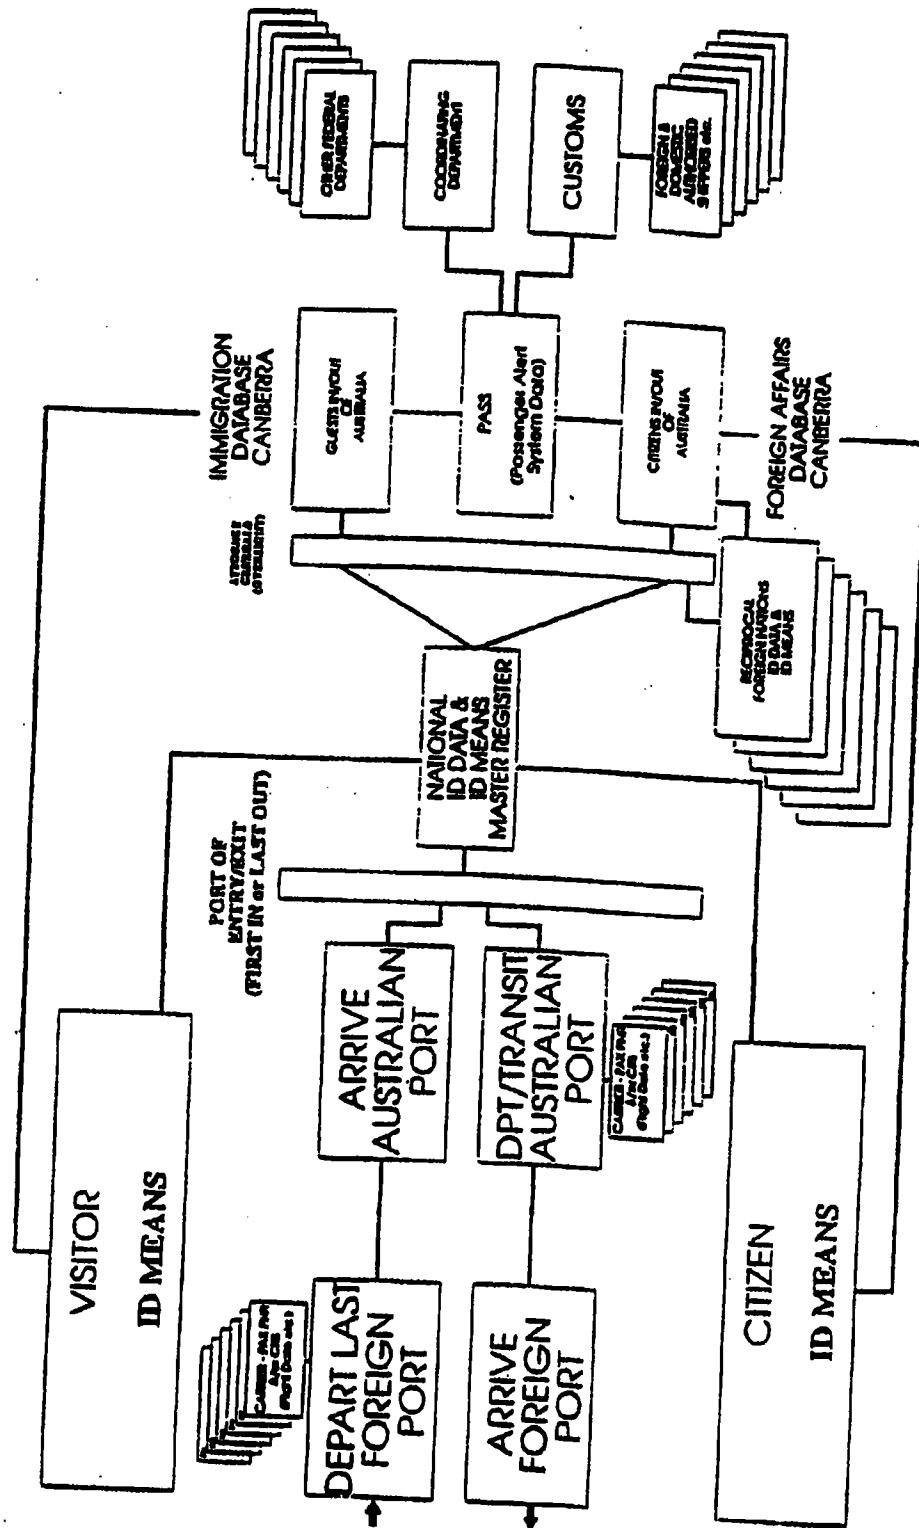 VISITOR
ID MEANS
IMMIGRATION
DATABASE
CANBERRA
PORT OF
ENTRY/EXIT
(FIRST IN or LAST OUT)
OTHER FEDERAL
DEPARTMENTS
COORDINATING
DEPARTMENT
CUSTOMS
FOREIGN &
DOMESTIC
AUTHORISED
SHIPPERS etc.
GUESTS IN/OUT
OF
AUSTRALIA
PASS
(Passenger Alert
System Data)
CITIZENS IN/OUT
OF
AUSTRALIA
FOREIGN AFFAIRS
DATABASE
CANBERRA
NATIONAL
ID DATA &
ID MEANS
MASTER REGISTER
RECIPROCAL
FOREIGN NATIONS
ID DATA &
ID MEANS
ARRIVE
AUSTRALIAN
PORT
DPT/TRANSIT
AUSTRALIAN
PORT
DEPART LAST
FOREIGN
PORT
ARRIVE
FOREIGN
PORT
CITIZEN
ID MEANS